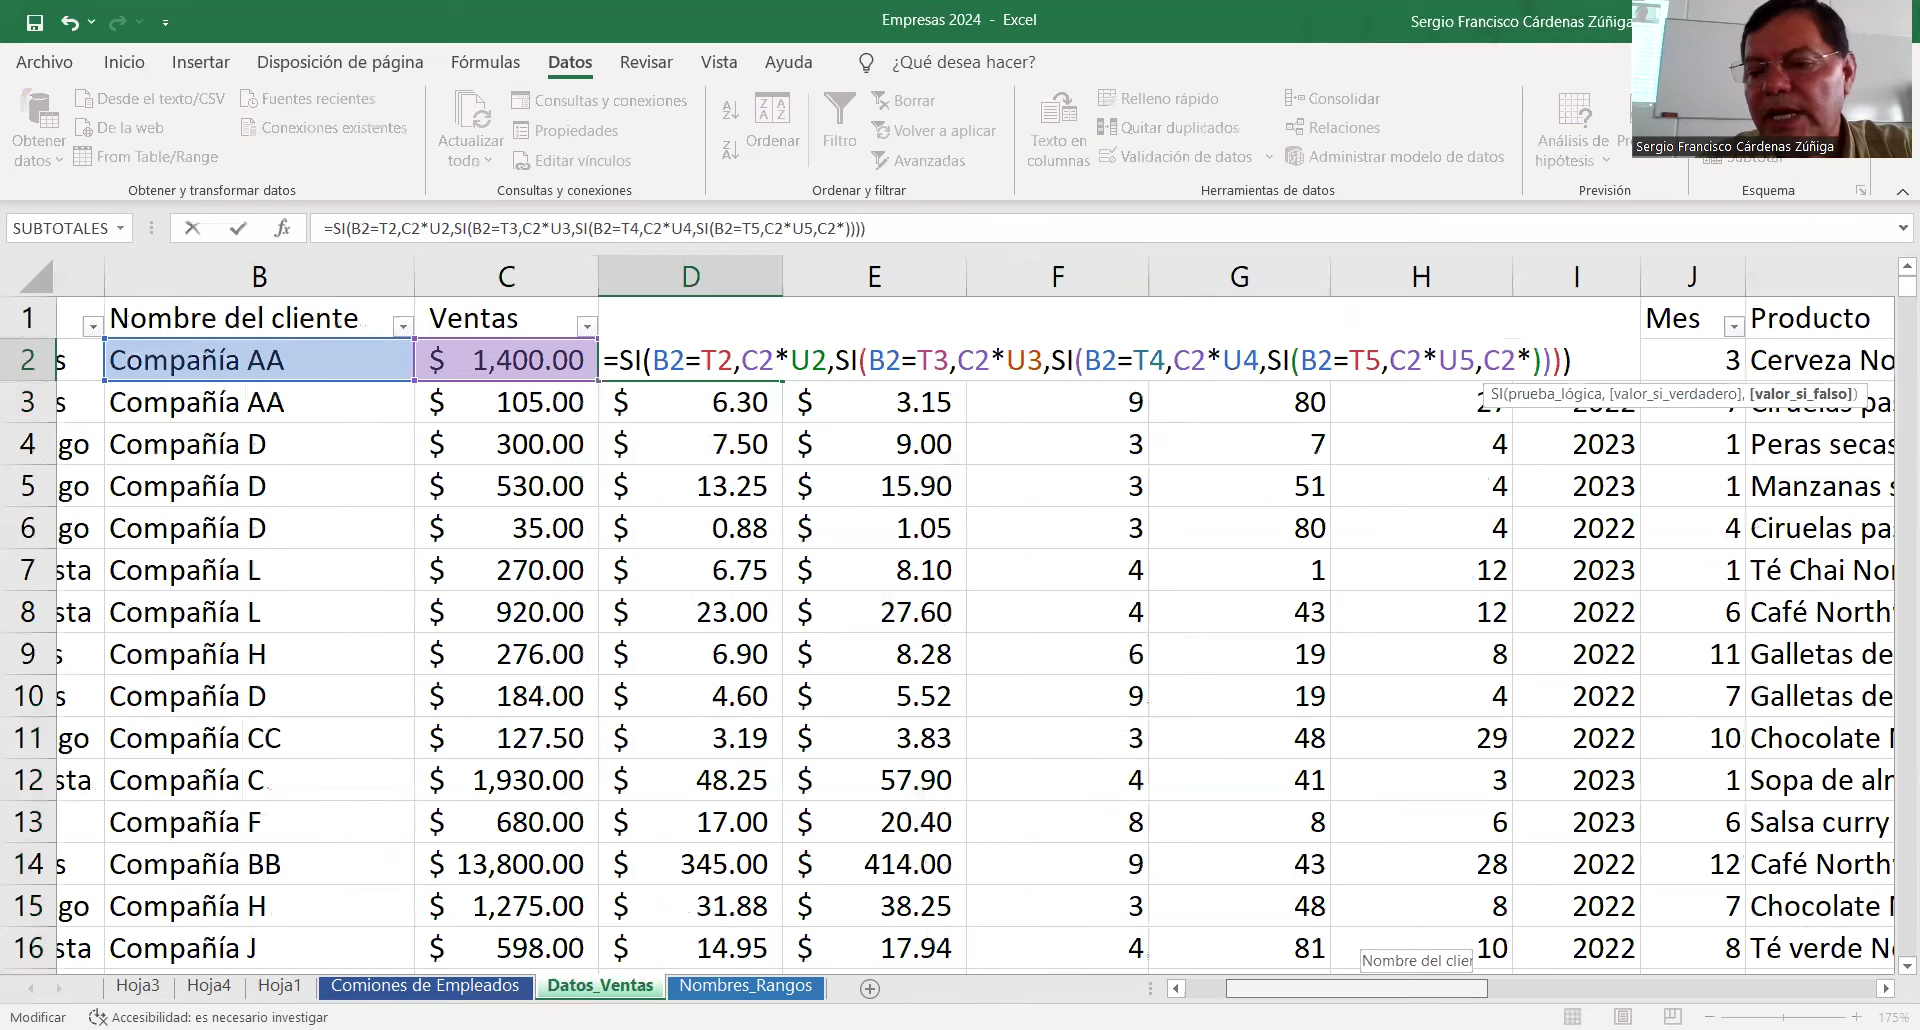 Empresas 2024 - Excel
Sergio Francisco Cárdenas Zúñiga
Archivo Inicio Insertar Disposición de página Fórmulas Datos Revisar Vista Ayuda ¿Qué desea hacer?
Obtener datos
Desde el texto/CSV
De la web
From Table/Range
Fuentes recientes
Conexiones existentes
Obtener y transformar datos
Actualizar todo
Consultas y conexiones
Propiedades
Editar vínculos
Consultas y conexiones
Ordenar
Filtro
Borrar
Volver a aplicar
Avanzadas
Ordenar y filtrar
Texto en columnas
Relleno rápido
Quitar duplicados
Validación de datos
Consolidar
Relaciones
Administrar modelo de datos
Herramientas de datos
Análisis de hipótesis
Previsión
Subtotal
Esquema
Sergio Francisco Cárdenas Zúñiga
SUBTOTALES fx =SI(B2=T2,C2*U2,SI(B2=T3,C2*U3,SI(B2=T4,C2*U4,SI(B2=T5,C2*U5,C2*))))
B C D E F G H I J
1 Nombre del cliente Ventas Mes Producto
2 s Compañía AA $ 1,400.00 =SI(B2=T2,C2*U2,SI(B2=T3,C2*U3,SI(B2=T4,C2*U4,SI(B2=T5,C2*U5,C2*)))) 3 Cerveza No
SI(prueba_lógica, [valor_si_verdadero], [valor_si_falso])
3 s Compañía AA $ 105.00 $ 6.30 $ 3.15 9 80
4 go Compañía D $ 300.00 $ 7.50 $ 9.00 3 7 4 2023 1 Peras secas
5 go Compañía D $ 530.00 $ 13.25 $ 15.90 3 51 4 2023 1 Manzanas s
6 go Compañía D $ 35.00 $ 0.88 $ 1.05 3 80 4 2022 4 Ciruelas pa
7 sta Compañía L $ 270.00 $ 6.75 $ 8.10 4 1 12 2023 1 Té Chai Nor
8 sta Compañía L $ 920.00 $ 23.00 $ 27.60 4 43 12 2022 6 Café Northw
9 s Compañía H $ 276.00 $ 6.90 $ 8.28 6 19 8 2022 11 Galletas de
10 s Compañía D $ 184.00 $ 4.60 $ 5.52 9 19 4 2022 7 Galletas de
11 go Compañía CC $ 127.50 $ 3.19 $ 3.83 3 48 29 2022 10 Chocolate N
12 sta Compañía C $ 1,930.00 $ 48.25 $ 57.90 4 41 3 2023 1 Sopa de alm
13 Compañía F $ 680.00 $ 17.00 $ 20.40 8 8 6 2023 6 Salsa curry
14 s Compañía BB $ 13,800.00 $ 345.00 $ 414.00 9 43 28 2022 12 Café Northw
15 go Compañía H $ 1,275.00 $ 31.88 $ 38.25 3 48 8 2022 7 Chocolate N
16 sta Compañía J $ 598.00 $ 14.95 $ 17.94 4 81 10 2022 8 Té verde No
Nombre del clier
Hoja3 Hoja4 Hoja1 Comiones de Empleados Datos_Ventas Nombres_Rangos
Modificar Accesibilidad: es necesario investigar 175%